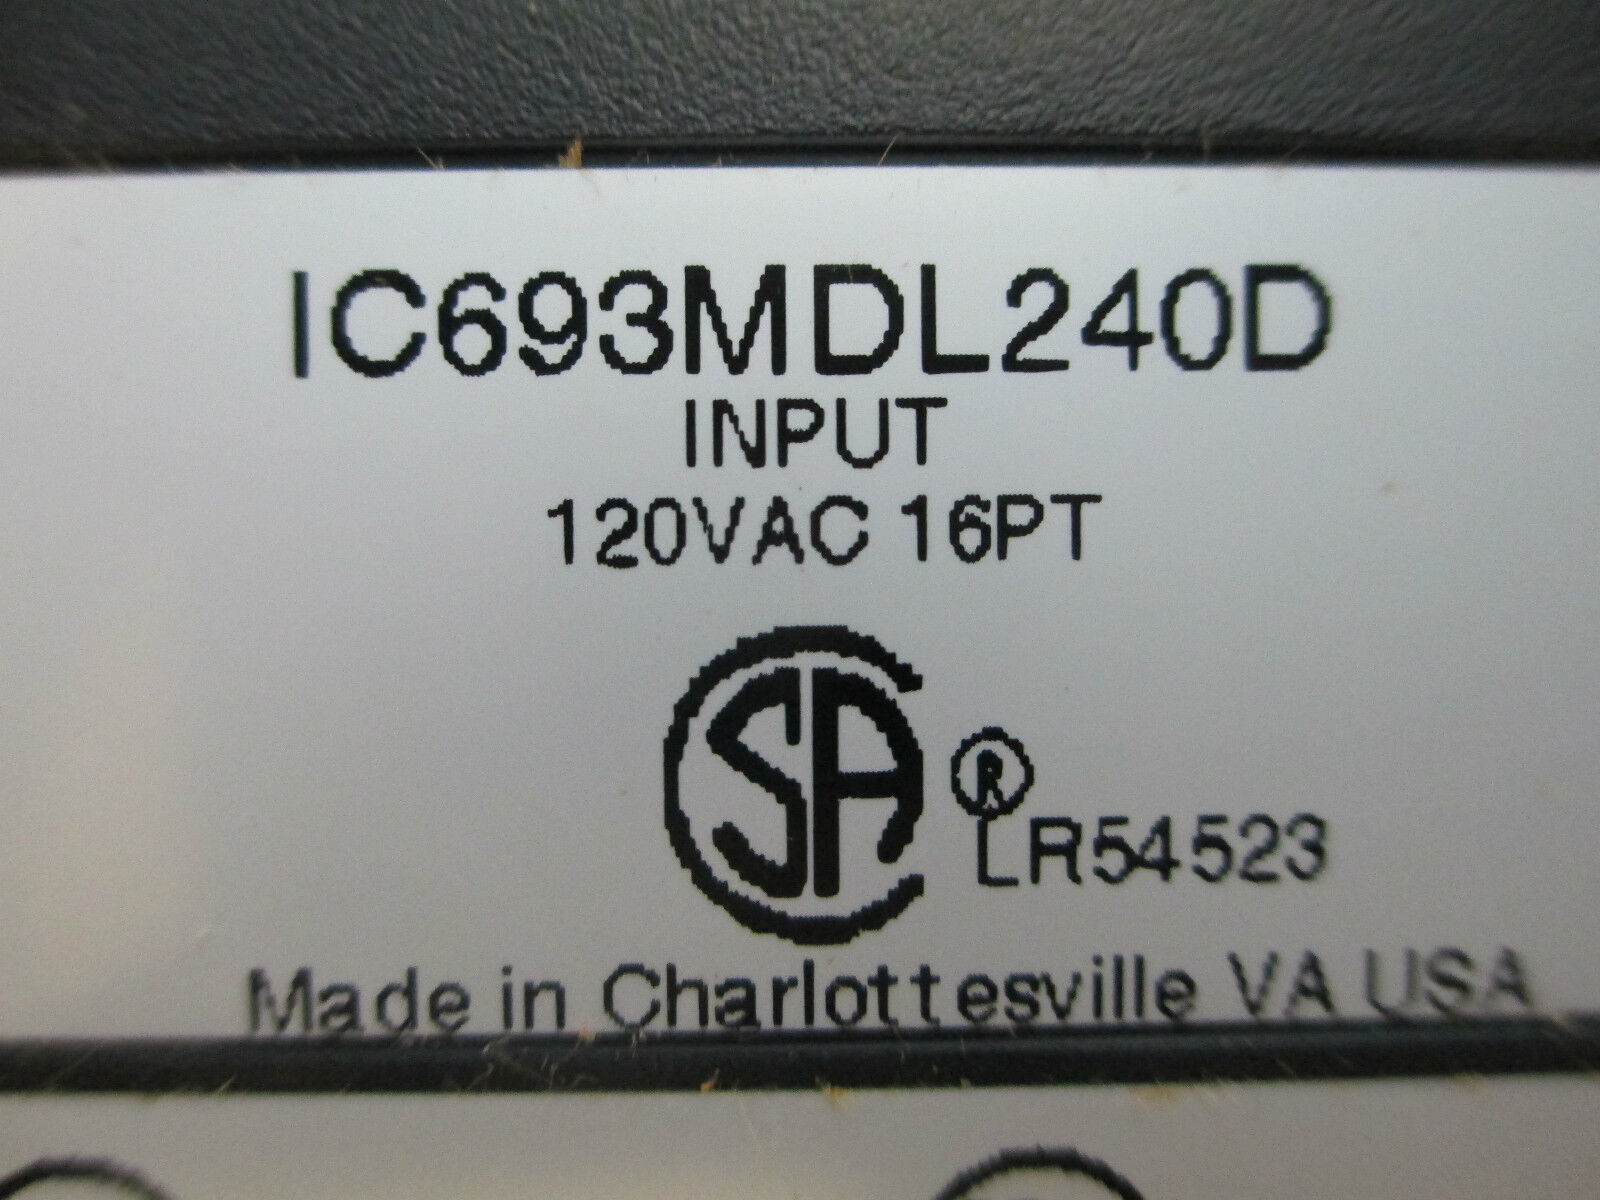 IC693MDL240D
INPUT
120VAC 16PT
SA ®
LR54523
Made in Charlottesville VA USA